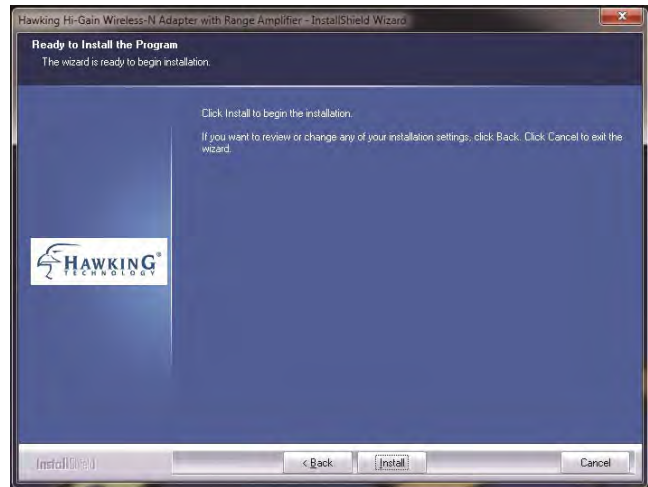 Hawking Hi-Gain Wireless-N Adapter with Range Amplifier - InstallShield Wizard
Ready to Install the Program
The wizard is ready to begin installation.
Click Install to begin the installation.
If you want to review or change any of your installation settings, click Back. Click Cancel to exit the
wizard.
HAWKING®
TECHNOLOGY
InstallShield
< Back
Install
Cancel